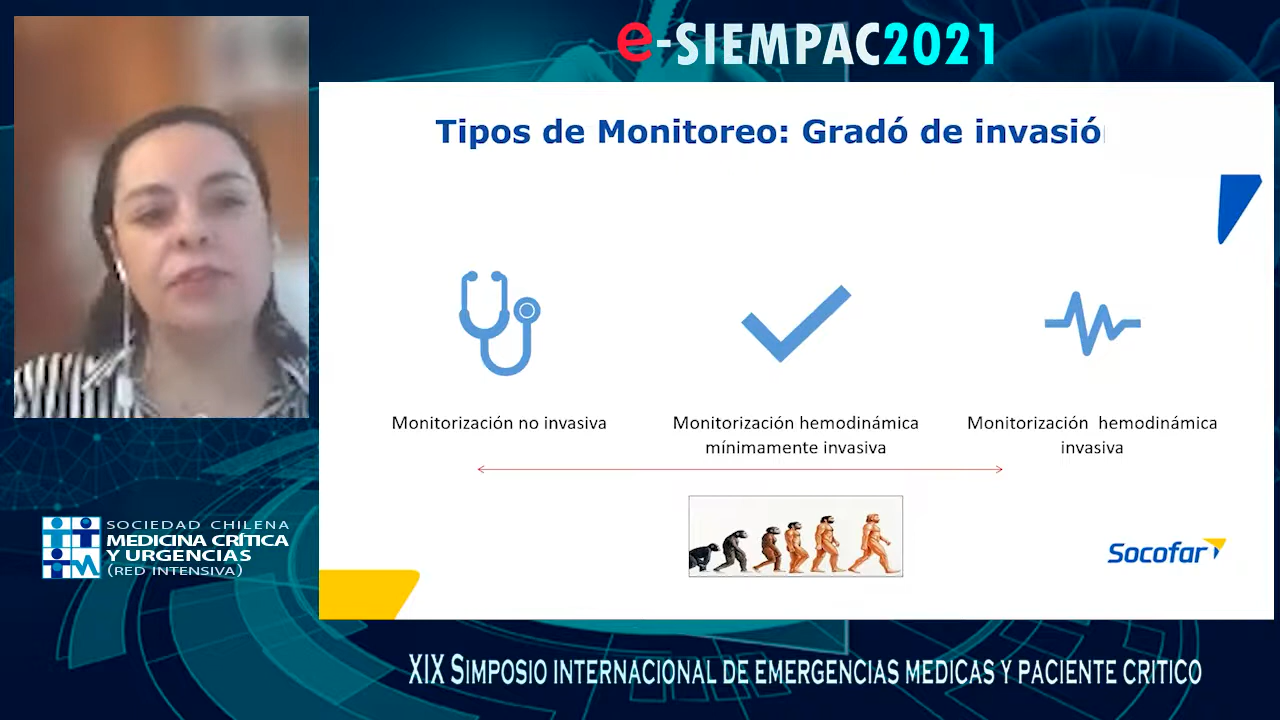 e-SIEMPAC2021
Tipos de Monitoreo: Gradó de invasió
Monitorización no invasiva
Monitorización hemodinámica
mínimamente invasiva
Monitorización hemodinámica
invasiva
Socofar
SOCIEDAD CHILENA
MEDICINA CRÍTICA
Y URGENCIAS
(RED INTENSIVA)
XIX SIMPOSIO INTERNACIONAL DE EMERGENCIAS MEDICAS Y PACIENTE CRITICO